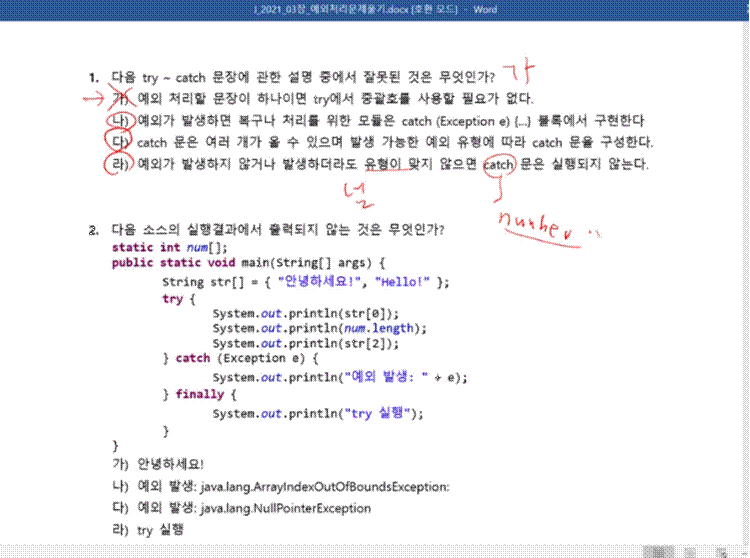 J_2021_03장_예외처리문제풀기.docx [호환 모드] - Word
1. 다음 try ~ catch 문장에 관한 설명 중에서 잘못된 것은 무엇인가? 가
가) 예외 처리할 문장이 하나이면 try에서 중괄호를 사용할 필요가 없다.
나) 예외가 발생하면 복구나 처리를 위한 모듈은 catch (Exception e) {...} 블록에서 구현한다
다) catch 문은 여러 개가 올 수 있으며 발생 가능한 예외 유형에 따라 catch 문을 구성한다.
라) 예외가 발생하지 않거나 발생하더라도 유형이 맞지 않으면 catch 문은 실행되지 않는다.
널
number ..
2. 다음 소스의 실행결과에서 출력되지 않는 것은 무엇인가?
static int num[];
public static void main(String[] args) {
String str[] = { "안녕하세요!", "Hello!" };
try {
System.out.println(str[0]);
System.out.println(num.length);
System.out.println(str[2]);
} catch (Exception e) {
System.out.println("예외 발생: " + e);
} finally {
System.out.println("try 실행");
}
}
가) 안녕하세요!
나) 예외 발생: java.lang.ArrayIndexOutOfBoundsException:
다) 예외 발생: java.lang.NullPointerException
라) try 실행